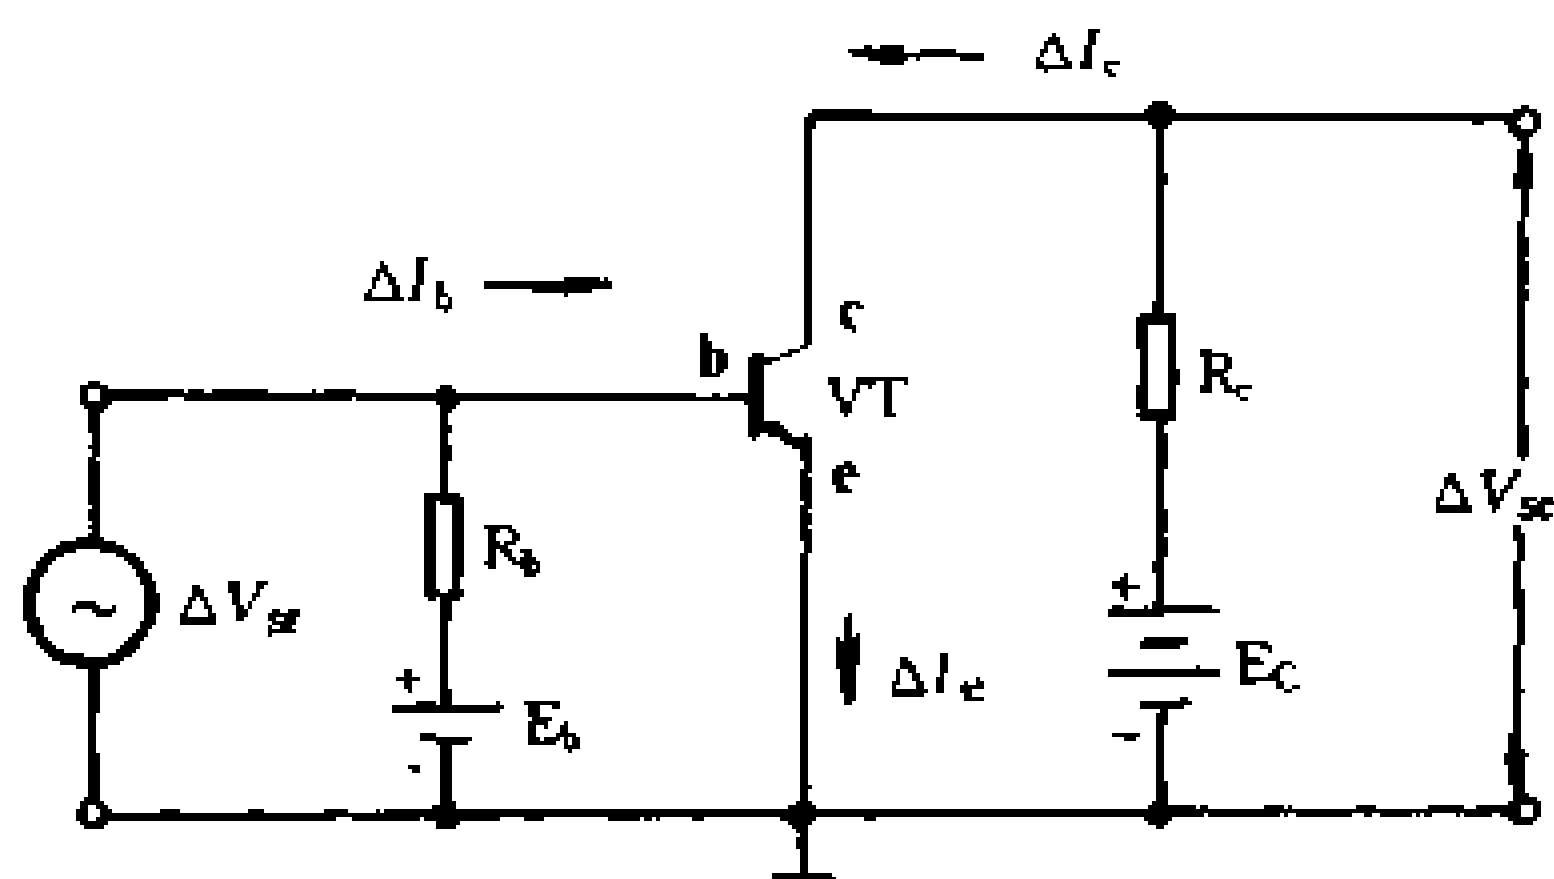 ΔI_c
ΔI_b
c
b
VT
R_c
e
ΔV_sc
R_b
ΔV_sr
+
+
E_C
ΔI_e
E_b
-
-
~